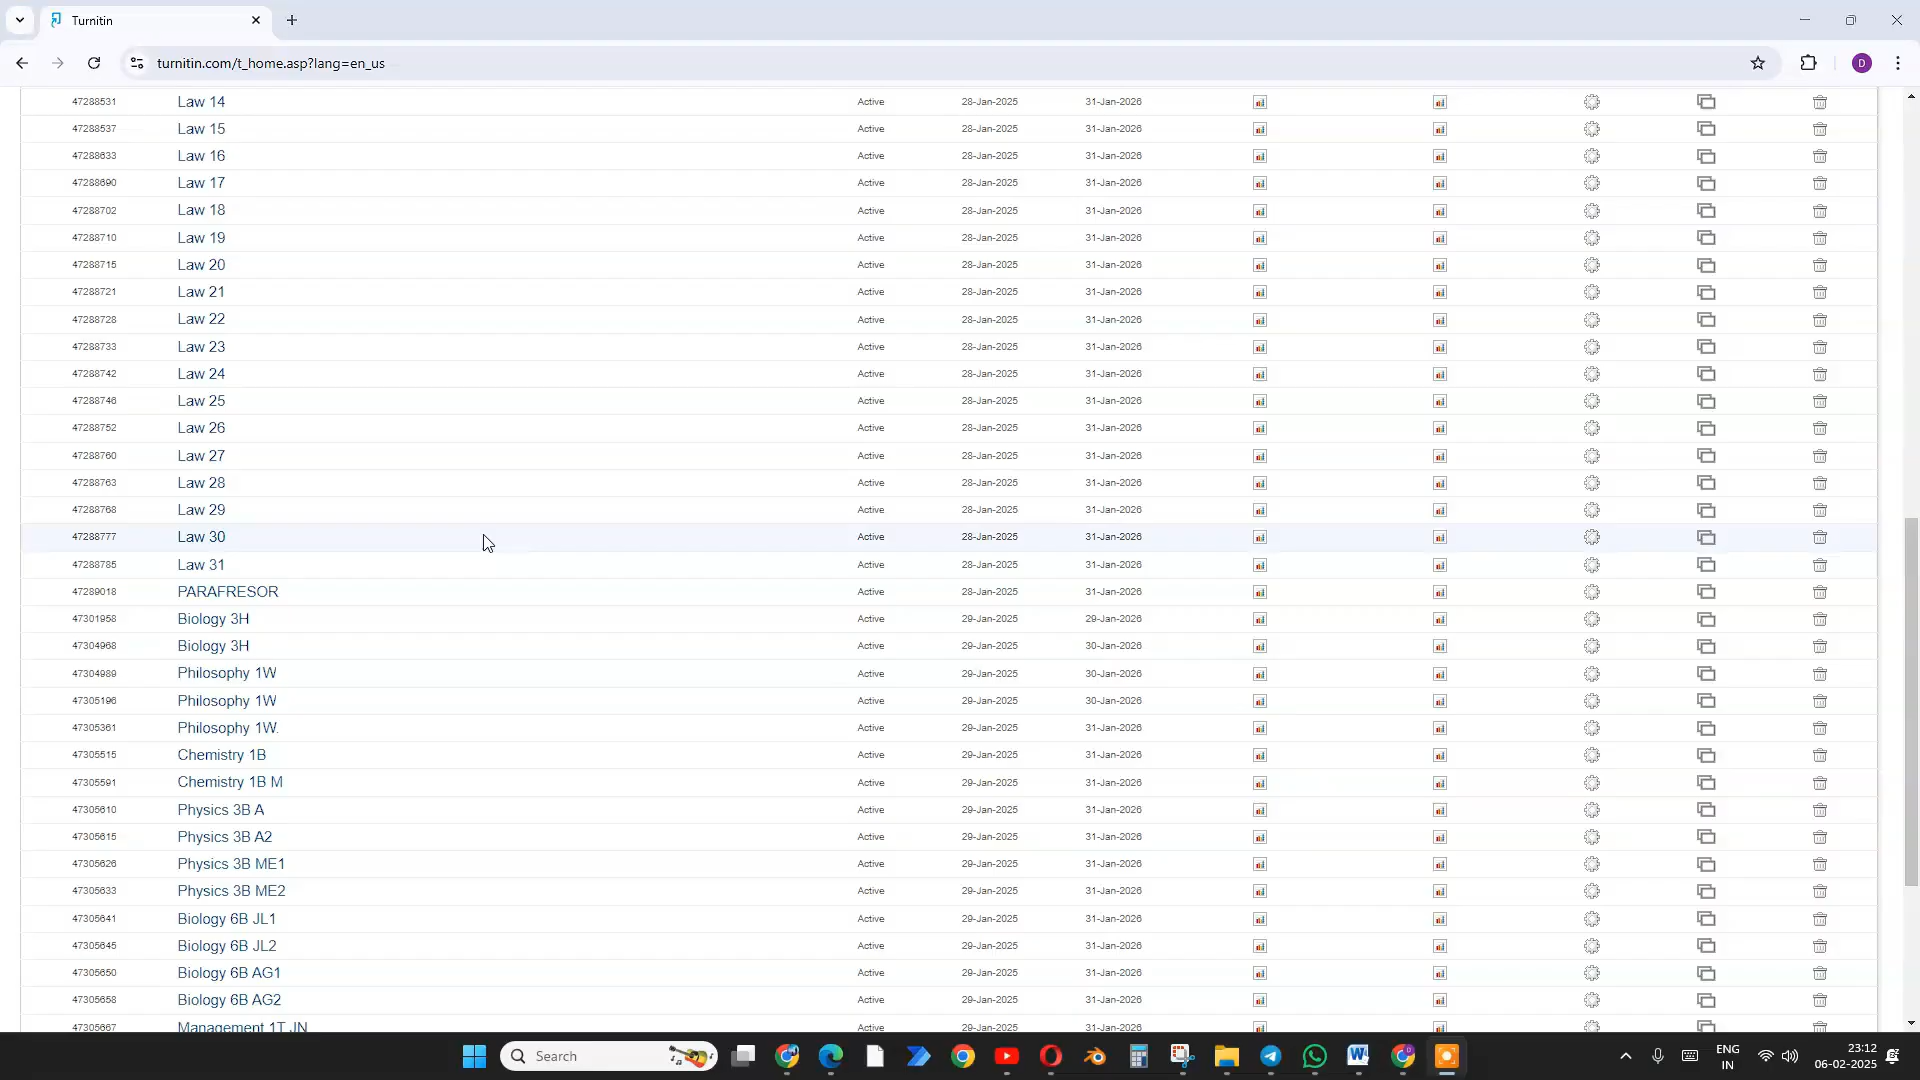 Turnitin
turnitin.com/t_home.asp?lang=en_us
D
47288531 Law 14 Active 28-Jan-2025 31-Jan-2026
47288537 Law 15 Active 28-Jan-2025 31-Jan-2026
47288633 Law 16 Active 28-Jan-2025 31-Jan-2026
47288690 Law 17 Active 28-Jan-2025 31-Jan-2026
47288702 Law 18 Active 28-Jan-2025 31-Jan-2026
47288710 Law 19 Active 28-Jan-2025 31-Jan-2026
47288715 Law 20 Active 28-Jan-2025 31-Jan-2026
47288721 Law 21 Active 28-Jan-2025 31-Jan-2026
47288728 Law 22 Active 28-Jan-2025 31-Jan-2026
47288733 Law 23 Active 28-Jan-2025 31-Jan-2026
47288742 Law 24 Active 28-Jan-2025 31-Jan-2026
47288746 Law 25 Active 28-Jan-2025 31-Jan-2026
47288752 Law 26 Active 28-Jan-2025 31-Jan-2026
47288760 Law 27 Active 28-Jan-2025 31-Jan-2026
47288763 Law 28 Active 28-Jan-2025 31-Jan-2026
47288768 Law 29 Active 28-Jan-2025 31-Jan-2026
47288777 Law 30 Active 28-Jan-2025 31-Jan-2026
47288785 Law 31 Active 28-Jan-2025 31-Jan-2026
47289018 PARAFRESOR Active 28-Jan-2025 31-Jan-2026
47301958 Biology 3H Active 29-Jan-2025 29-Jan-2026
47304968 Biology 3H Active 29-Jan-2025 30-Jan-2026
47304989 Philosophy 1W Active 29-Jan-2025 30-Jan-2026
47305196 Philosophy 1W Active 29-Jan-2025 30-Jan-2026
47305361 Philosophy 1W. Active 29-Jan-2025 31-Jan-2026
47305515 Chemistry 1B Active 29-Jan-2025 31-Jan-2026
47305591 Chemistry 1B M Active 29-Jan-2025 31-Jan-2026
47305610 Physics 3B A Active 29-Jan-2025 31-Jan-2026
47305615 Physics 3B A2 Active 29-Jan-2025 31-Jan-2026
47305626 Physics 3B ME1 Active 29-Jan-2025 31-Jan-2026
47305633 Physics 3B ME2 Active 29-Jan-2025 31-Jan-2026
47305641 Biology 6B JL1 Active 29-Jan-2025 31-Jan-2026
47305645 Biology 6B JL2 Active 29-Jan-2025 31-Jan-2026
47305650 Biology 6B AG1 Active 29-Jan-2025 31-Jan-2026
47305658 Biology 6B AG2 Active 29-Jan-2025 31-Jan-2026
47305667 Management 1T JN Active 29-Jan-2025 31-Jan-2026
Search
ENG
IN
23:12
06-02-2025